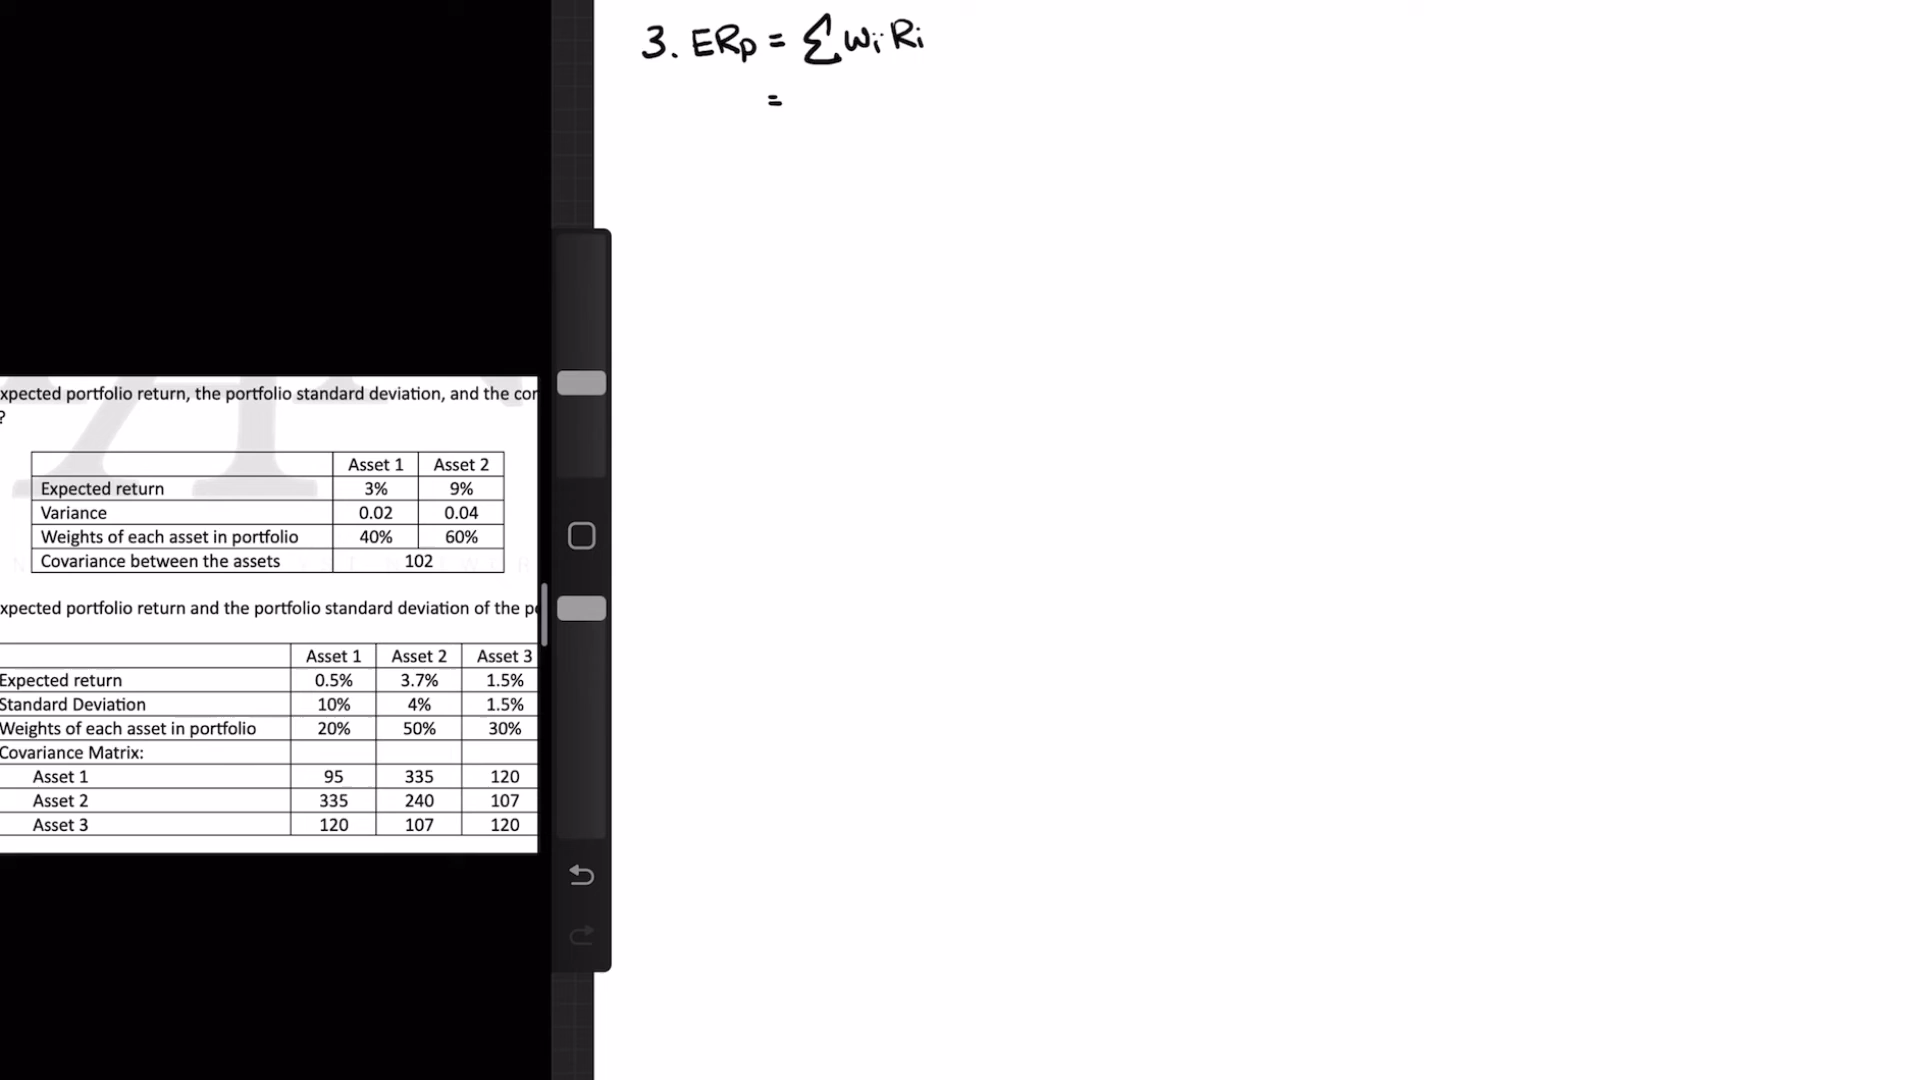 3. ERp = Σ wi Ri
=
xpected portfolio return, the portfolio standard deviation, and the cor
?
Asset 1 Asset 2
Expected return 3% 9%
Variance 0.02 0.04
Weights of each asset in portfolio 40% 60%
Covariance between the assets 102
xpected portfolio return and the portfolio standard deviation of the p
Asset 1 Asset 2 Asset 3
Expected return 0.5% 3.7% 1.5%
Standard Deviation 10% 4% 1.5%
Weights of each asset in portfolio 20% 50% 30%
Covariance Matrix:
Asset 1 95 335 120
Asset 2 335 240 107
Asset 3 120 107 120